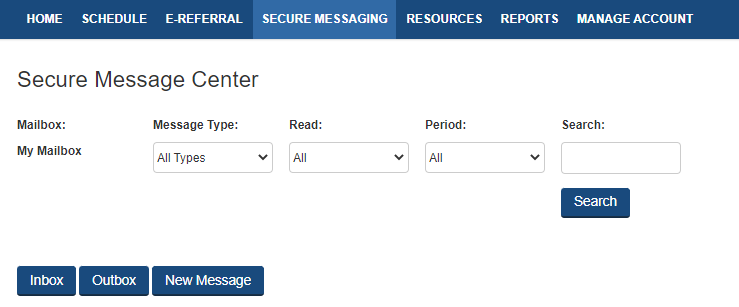 HOME SCHEDULE E-REFERRAL SECURE MESSAGING RESOURCES REPORTS MANAGE ACCOUNT
Secure Message Center
Mailbox: Message Type: Read: Period: Search:
My Mailbox All Types All All
Search
Inbox Outbox New Message